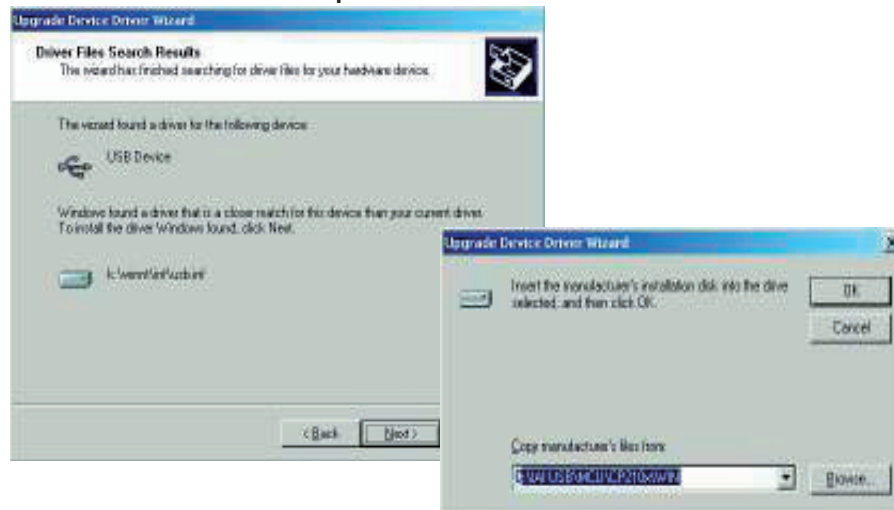 Upgrade Device Driver Wizard
Driver Files Search Results
The wizard has finished searching for driver files for your hardware device.
The wizard found a driver for the following device:
USB Device
Windows found a driver that is a closer match for this device than your current driver.
To install the driver Windows found, click Next.
c:\winnt\inf\usb.inf
< Back
Next >
Upgrade Device Driver Wizard
Insert the manufacturer's installation disk into the drive
selected, and then click OK.
OK
Cancel
Copy manufacturer's files from:
Browse...